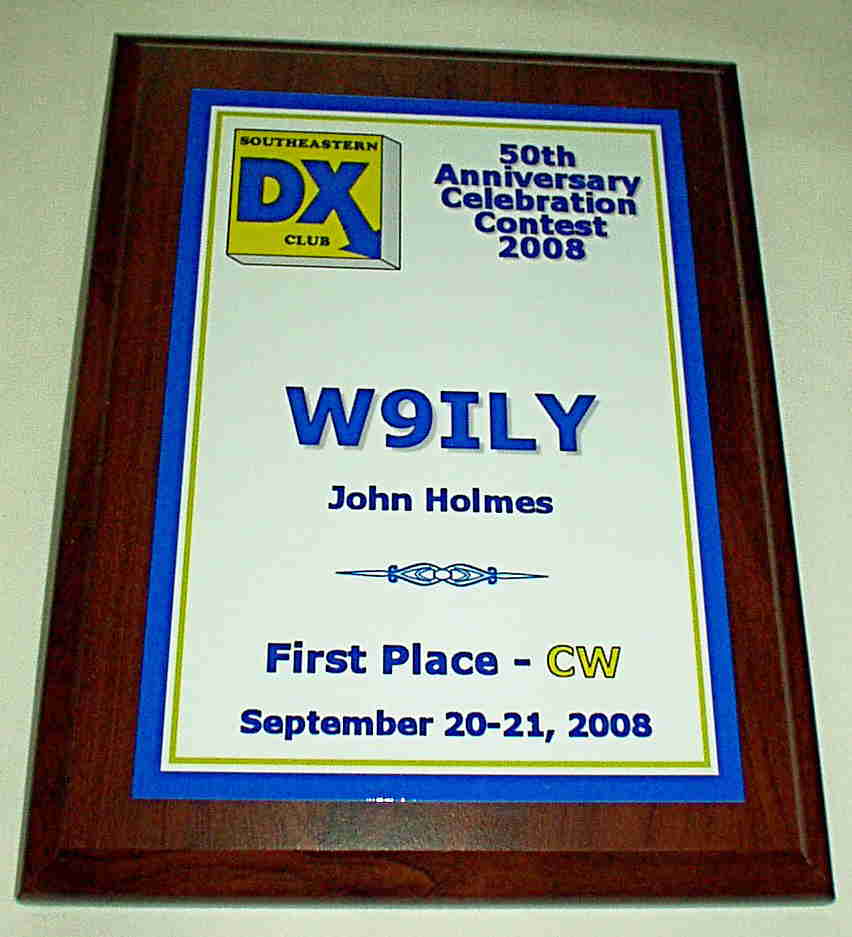 SOUTHEASTERN
DX
CLUB
50th
Anniversary
Celebration
Contest
2008
W9ILY
John Holmes
First Place - CW
September 20-21, 2008